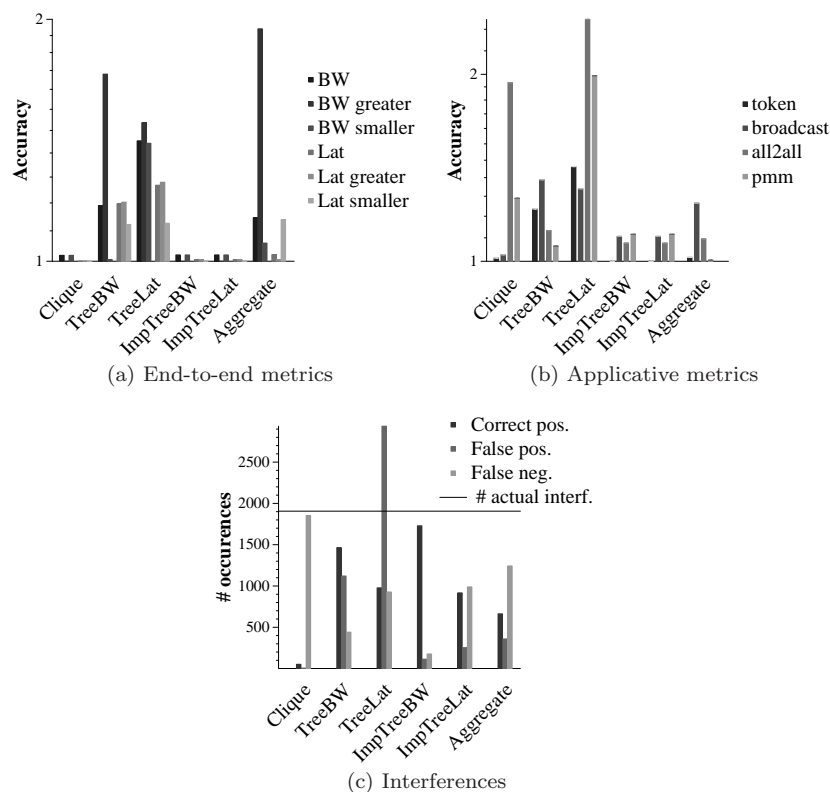 2
1
Accuracy
BW
BW greater
BW smaller
Lat
Lat greater
Lat smaller
Clique
TreeBW
TreeLat
ImpTreeBW
ImpTreeLat
Aggregate
(a) End-to-end metrics
2
1
Accuracy
token
broadcast
all2all
pmm
Clique
TreeBW
TreeLat
ImpTreeBW
ImpTreeLat
Aggregate
(b) Applicative metrics
Correct pos.
False pos.
False neg.
# actual interf.
2500
2000
1500
1000
500
# occurences
Clique
TreeBW
TreeLat
ImpTreeBW
ImpTreeLat
Aggregate
(c) Interferences